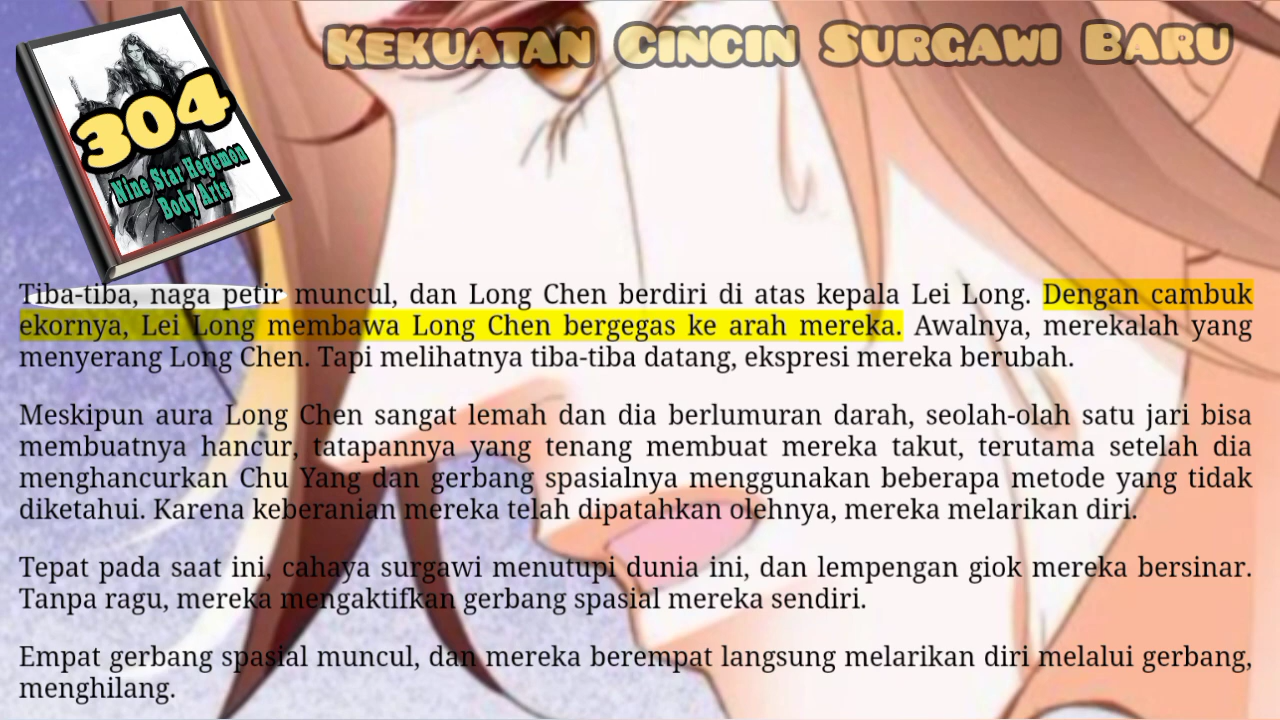 Kekuatan Cincin Surgawi Baru
304
Nine Star Hegemon
Body Arts
Tiba-tiba, naga petir muncul, dan Long Chen berdiri di atas kepala Lei Long. Dengan cambuk
ekornya, Lei Long membawa Long Chen bergegas ke arah mereka. Awalnya, merekalah yang
menyerang Long Chen. Tapi melihatnya tiba-tiba datang, ekspresi mereka berubah.
Meskipun aura Long Chen sangat lemah dan dia berlumuran darah, seolah-olah satu jari bisa
membuatnya hancur, tatapannya yang tenang membuat mereka takut, terutama setelah dia
menghancurkan Chu Yang dan gerbang spasialnya menggunakan beberapa metode yang tidak
diketahui. Karena keberanian mereka telah dipatahkan olehnya, mereka melarikan diri.
Tepat pada saat ini, cahaya surgawi menutupi dunia ini, dan lempengan giok mereka bersinar.
Tanpa ragu, mereka mengaktifkan gerbang spasial mereka sendiri.
Empat gerbang spasial muncul, dan mereka berempat langsung melarikan diri melalui gerbang,
menghilang.